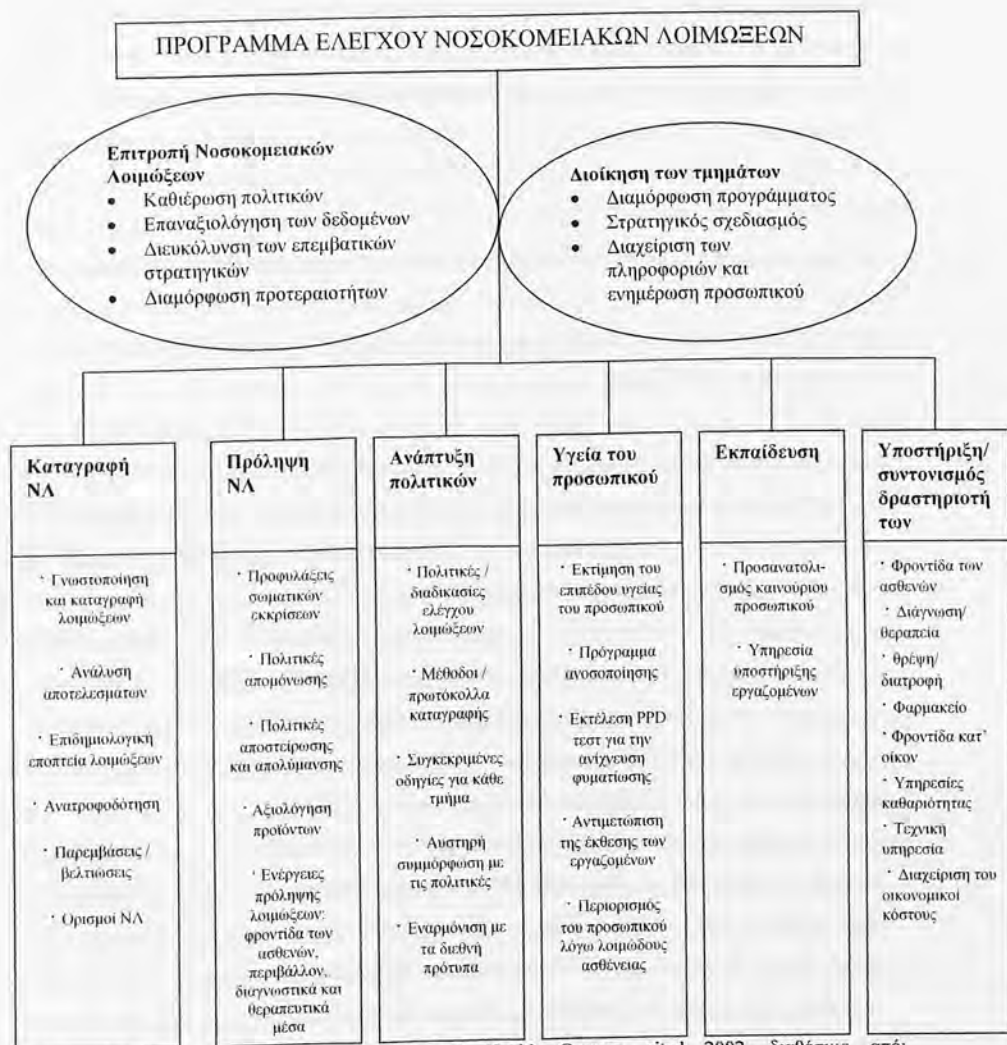 ΠΡΟΓΡΑΜΜΑ ΕΛΕΓΧΟΥ ΝΟΣΟΚΟΜΕΙΑΚΩΝ ΛΟΙΜΩΞΕΩΝ
Επιτροπή Νοσοκομειακών
Λοιμώξεων
• Καθιέρωση πολιτικών
• Επαναξιολόγηση των δεδομένων
• Διευκόλυνση των επεμβατικών
στρατηγικών
• Διαμόρφωση προτεραιοτήτων
Διοίκηση των τμημάτων
• Διαμόρφωση προγράμματος
• Στρατηγικός σχεδιασμός
• Διαχείριση των
πληροφοριών και
ενημέρωση προσωπικού
Καταγραφή
ΝΛ
· Γνωστοποίηση
και καταγραφή
λοιμώξεων
· Ανάλυση
αποτελεσμάτων
· Επιδημιολογική
εποπτεία λοιμώξεων
· Ανατροφοδότηση
· Παρεμβάσεις /
βελτιώσεις
· Ορισμοί ΝΛ
Πρόληψη
ΝΛ
· Προφυλάξεις
σωματικών
εκκρίσεων
· Πολιτικές
απομόνωσης
· Πολιτικές
αποστείρωσης
και απολύμανσης
· Αξιολόγηση
προϊόντων
· Ενέργειες
πρόληψης
λοιμώξεων:
φροντίδα των
ασθενών,
περιβάλλον,
διαγνωστικά και
θεραπευτικά
μέσα
Ανάπτυξη
πολιτικών
· Πολιτικές /
διαδικασίες
ελέγχου
λοιμώξεων
· Μέθοδοι /
πρωτόκολλα
καταγραφής
· Συγκεκριμένες
οδηγίες για κάθε
τμήμα
· Αυστηρή
συμμόρφωση με
τις πολιτικές
· Εναρμόνιση με
τα διεθνή
πρότυπα
Υγεία του
προσωπικού
· Εκτίμηση του
επιπέδου υγείας
του προσωπικού
· Πρόγραμμα
ανοσοποίησης
· Εκτέλεση PPD
τεστ για την
ανίχνευση
φυματίωσης
· Αντιμετώπιση
της έκθεσης των
εργαζομένων
· Περιορισμός
του προσωπικού
λόγω λοιμώδους
ασθένειας
Εκπαίδευση
· Προσανατολι-
σμός καινούριου
προσωπικού
· Υπηρεσία
υποστήριξης
εργαζομένων
Υποστήριξη/
συντονισμός
δραστηριοτή
των
· Φροντίδα των
ασθενών
· Διάγνωση/
θεραπεία
· θρέψη/
διατροφή
· Φαρμακείο
· Φροντίδα κατ'
οίκον
· Υπηρεσίες
καθαριότητας
· Τεχνική
υπηρεσία
· Διαχείριση του
οικονομικοί
κόστους
2002, διαθέσιμο από: